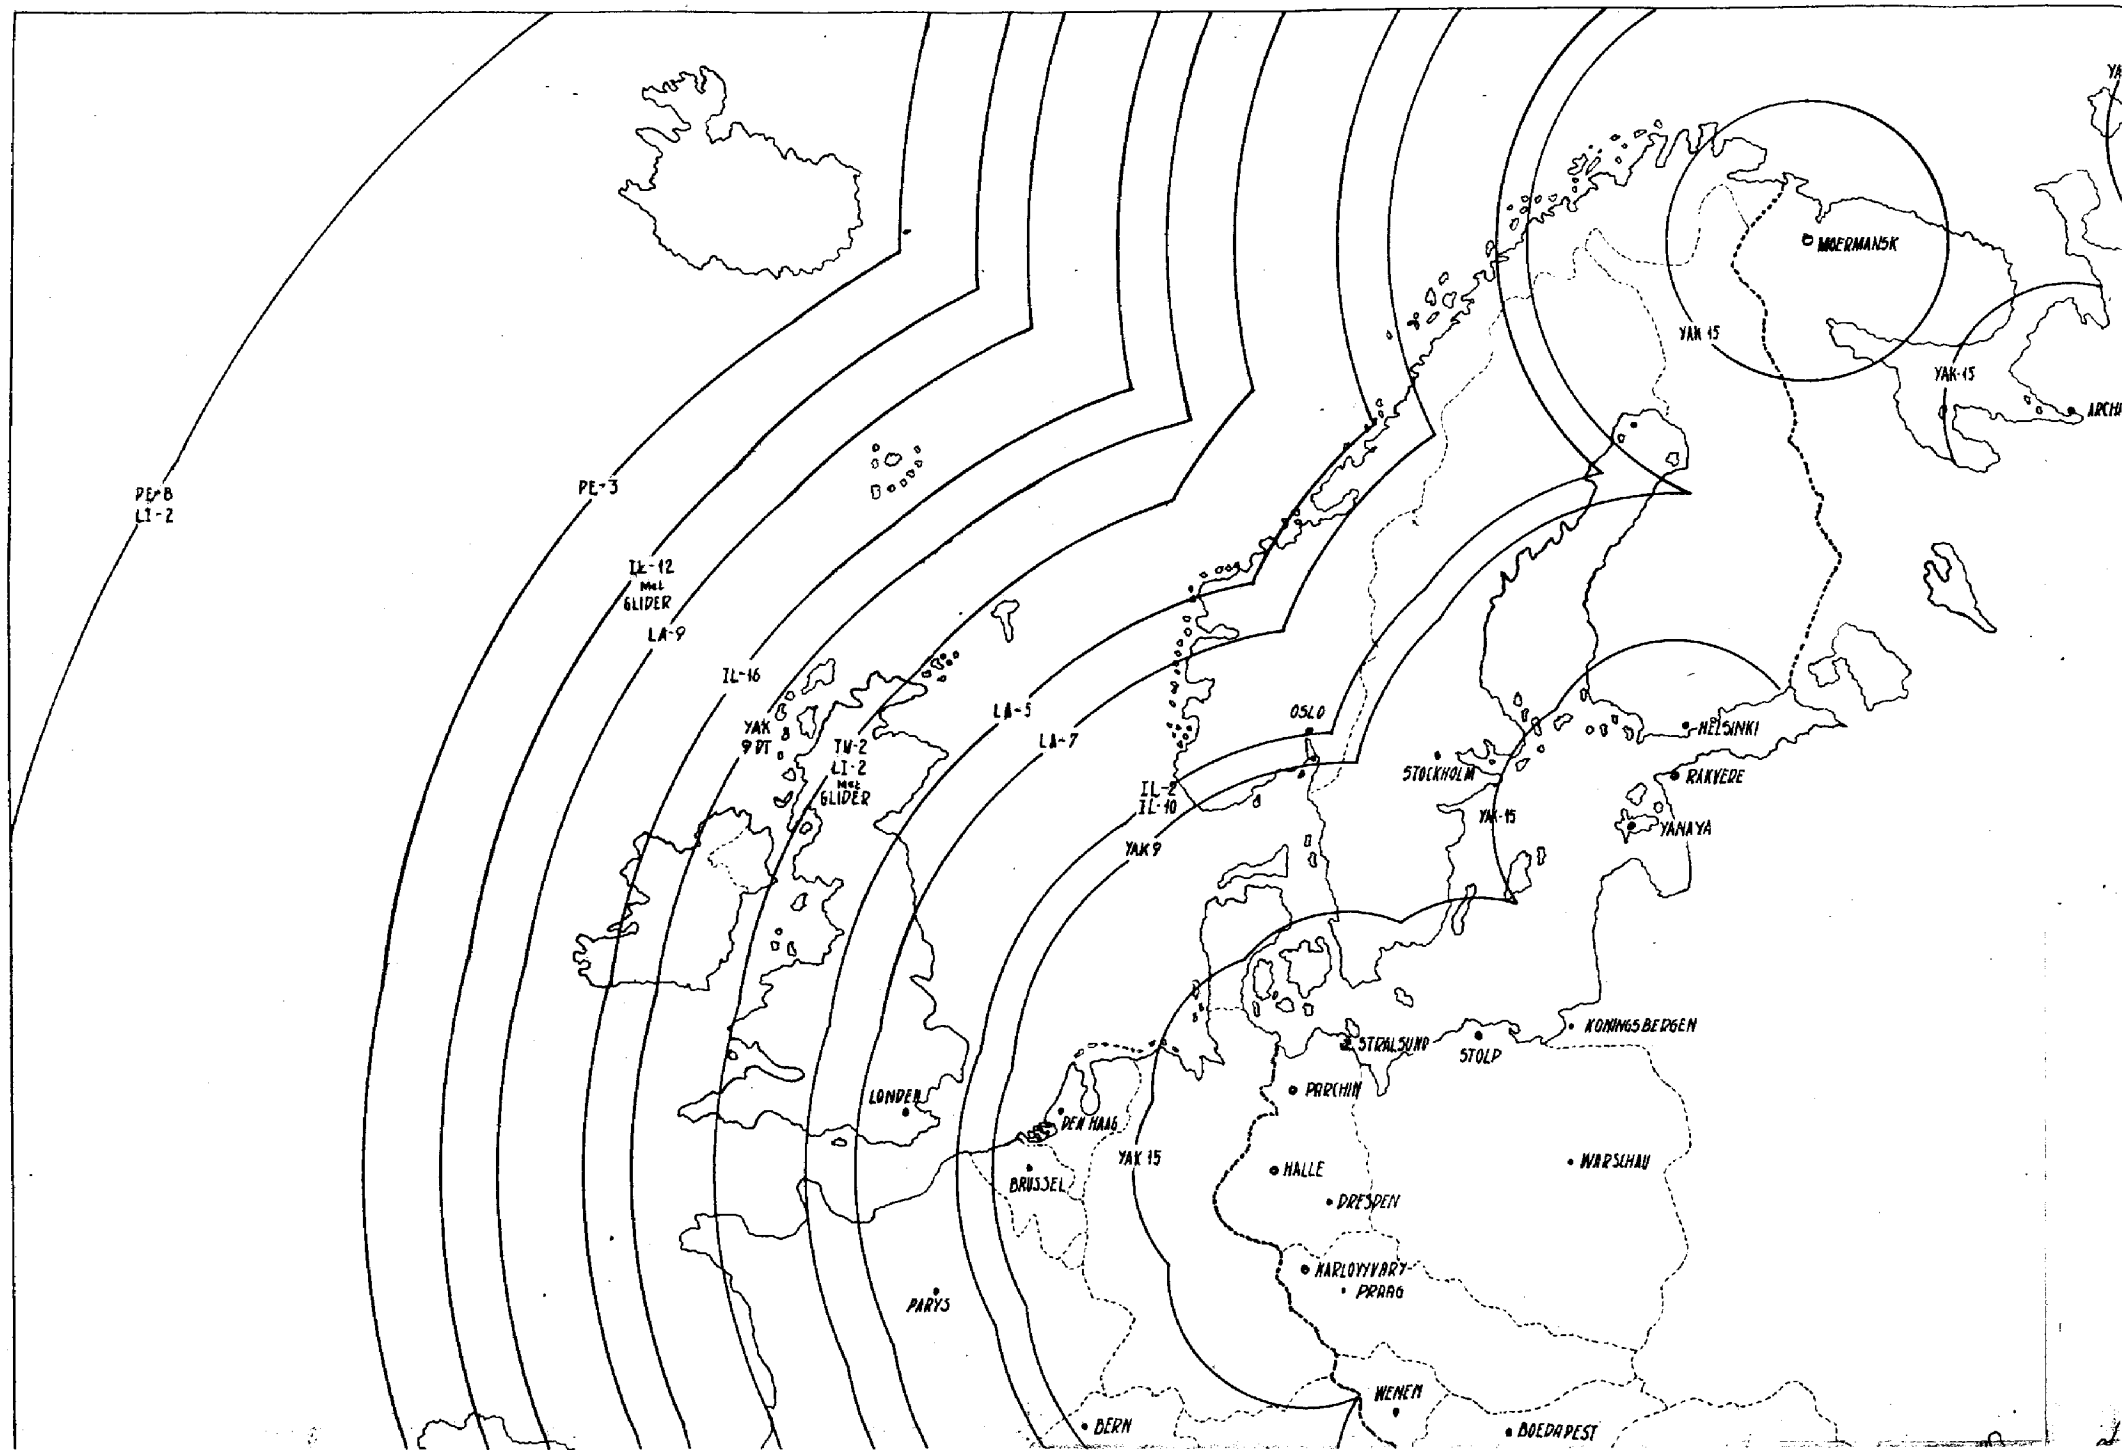 YA
MOERMANSK
YAK 15
YAK-15
ARCHA
PE-8
LI-2
PE-3
IL-12
Met
GLIDER
LA-9
IL-16
YAK
9 DT
TU-2
LI-2
Met
GLIDER
LA-5
LA-7
OSLO
STOCKHOLM
HELSINKI
RAKVERE
YANAYA
YAK-15
IL-2
IL-10
YAK 9
KONINGSBERGEN
STRALSUND
STOLP
PARCHIM
LONDEN
DEN HAAG
YAK 15
HALLE
WARSCHAU
BRUSSEL
DRESDEN
KARLOVYVARY
PRAAG
PARYS
WENEN
BERN
BOEDAPEST